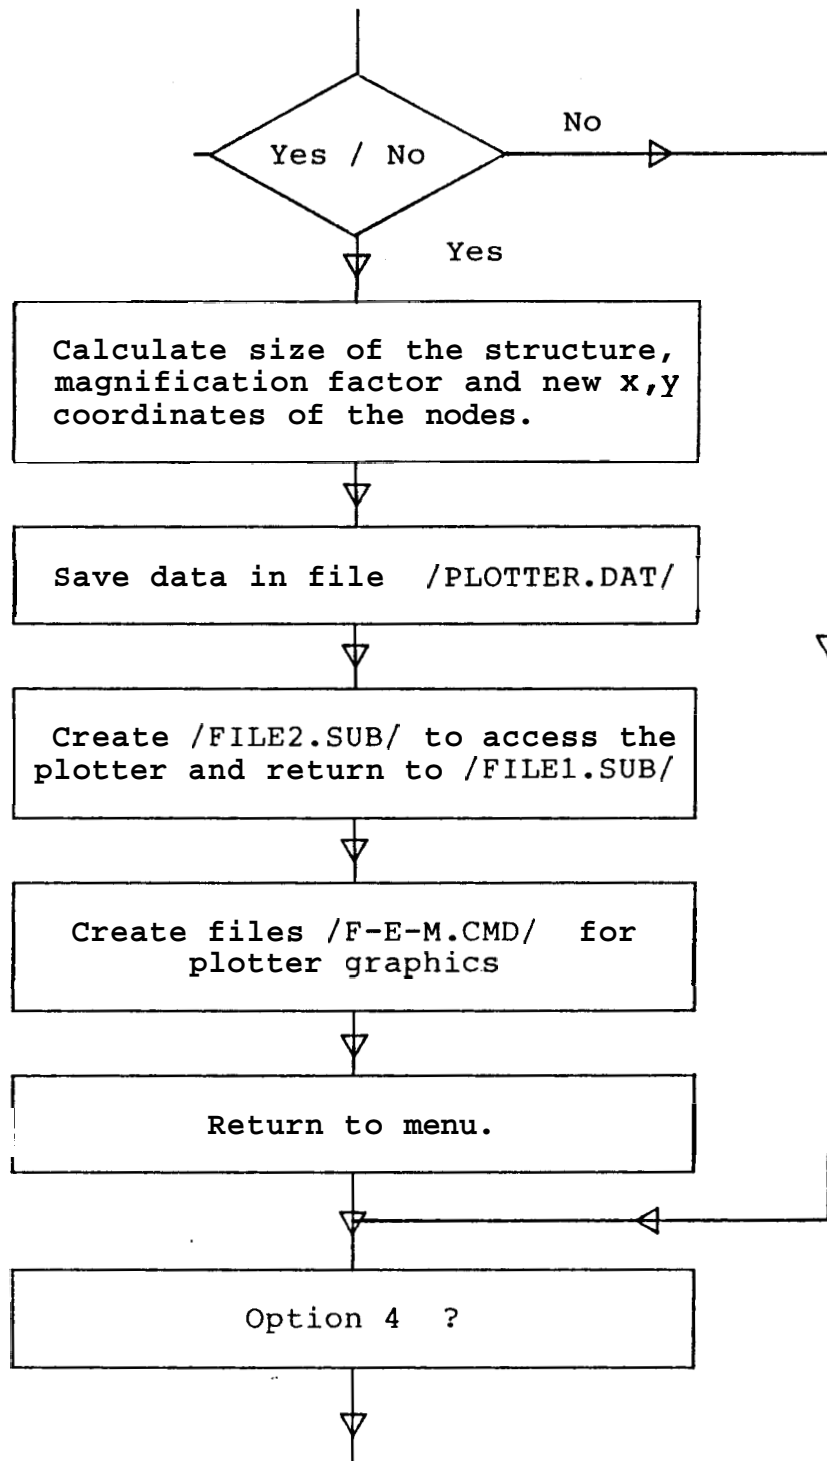 No
Yes / No
Yes
Calculate size of the structure,
magnification factor and new x,y
coordinates of the nodes.
Save data in file /PLOTTER.DAT/
Create /FILE2.SUB/ to access the
plotter and return to /FILE1.SUB/
Create files /F-E-M.CMD/ for
plotter graphics
Return to menu.
Option 4 ?